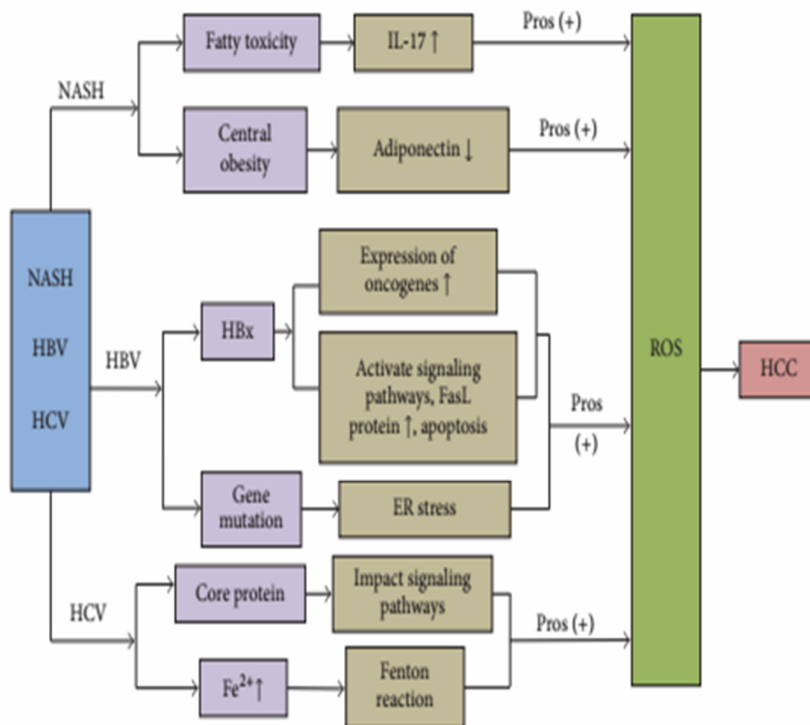 Pros (+)
Fatty toxicity
IL-17 ↑
NASH
Central
obesity
Adiponectin ↓
Pros (+)
NASH
HBV
HCV
HBV
HBx
Expression of
oncogenes ↑
Activate signaling
pathways, FasL
protein ↑, apoptosis
Gene
mutation
ER stress
Pros
(+)
ROS
HCC
HCV
Core protein
Impact signaling
pathways
Fe²⁺↑
Fenton
reaction
Pros (+)